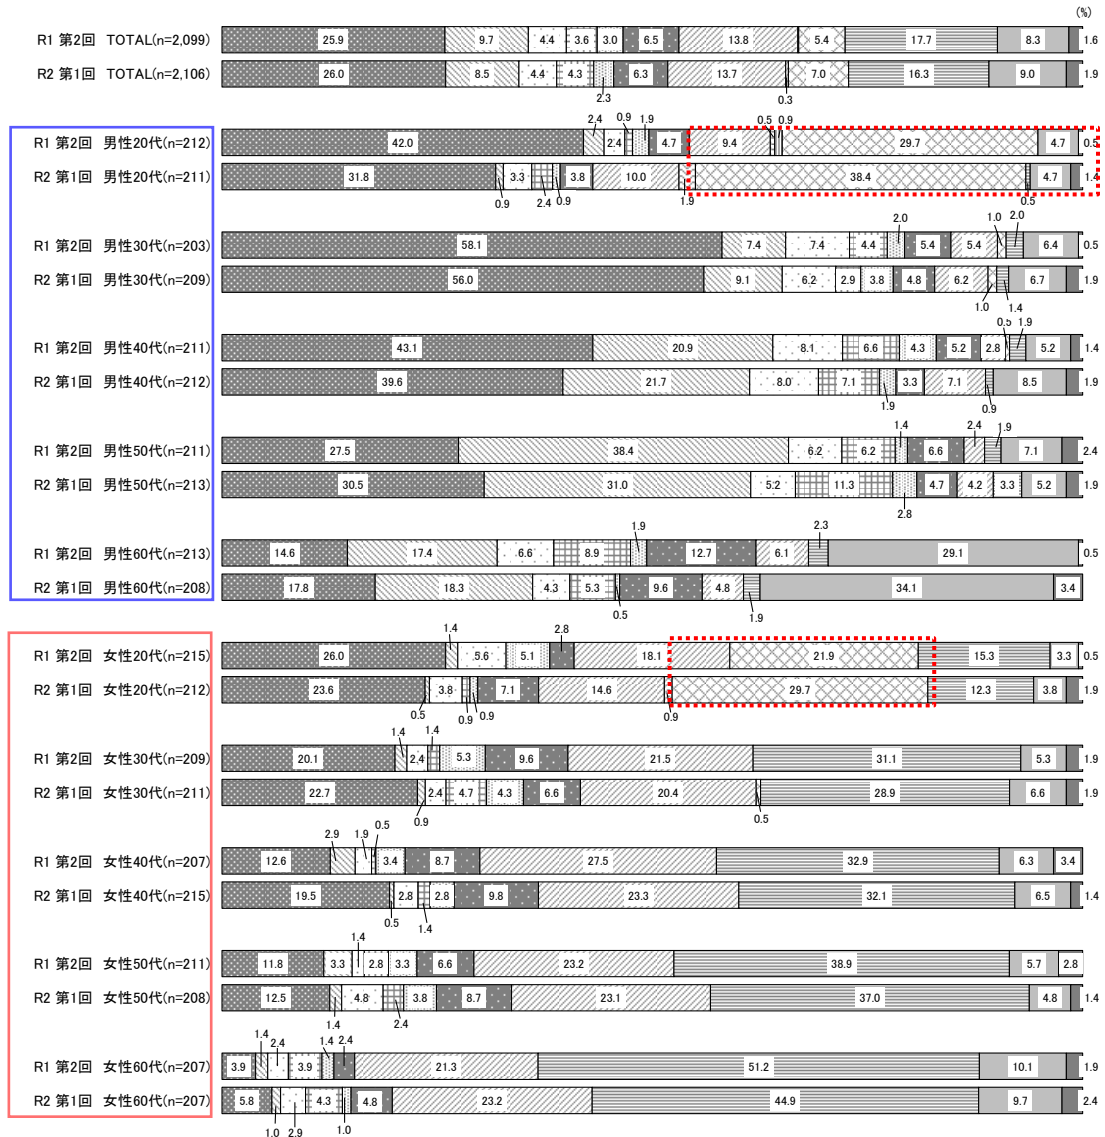 (%)
R1 第2回 TOTAL(n=2,099) 25.9 9.7 4.4 3.6 3.0 6.5 13.8 5.4 17.7 8.3 1.6
R2 第1回 TOTAL(n=2,106) 26.0 8.5 4.4 4.3 2.3 6.3 13.7 0.3 7.0 16.3 9.0 1.9
R1 第2回 男性20代(n=212) 42.0 2.4 2.4 0.9 1.9 4.7 9.4 0.5 0.9 29.7 4.7 0.5
R2 第1回 男性20代(n=211) 31.8 0.9 3.3 2.4 0.9 3.8 10.0 1.9 38.4 0.5 4.7 1.4
R1 第2回 男性30代(n=203) 58.1 7.4 7.4 4.4 2.0 5.4 5.4 1.0 2.0 6.4 0.5
R2 第1回 男性30代(n=209) 56.0 9.1 6.2 2.9 3.8 4.8 6.2 1.0 1.4 6.7 1.9
R1 第2回 男性40代(n=211) 43.1 20.9 8.1 6.6 4.3 5.2 2.8 0.5 1.9 5.2 1.4
R2 第1回 男性40代(n=212) 39.6 21.7 8.0 7.1 1.9 3.3 7.1 0.9 8.5 1.9
R1 第2回 男性50代(n=211) 27.5 38.4 6.2 6.2 1.4 6.6 2.4 1.9 7.1 2.4
R2 第1回 男性50代(n=213) 30.5 31.0 5.2 11.3 2.8 4.7 4.2 3.3 5.2 1.9
R1 第2回 男性60代(n=213) 14.6 17.4 6.6 8.9 1.9 12.7 6.1 2.3 29.1 0.5
R2 第1回 男性60代(n=208) 17.8 18.3 4.3 5.3 0.5 9.6 4.8 1.9 34.1 3.4
R1 第2回 女性20代(n=215) 26.0 1.4 5.6 5.1 2.8 18.1 21.9 15.3 3.3 0.5
R2 第1回 女性20代(n=212) 23.6 0.5 3.8 0.9 0.9 7.1 14.6 0.9 29.7 12.3 3.8 1.9
R1 第2回 女性30代(n=209) 20.1 1.4 2.4 1.4 5.3 9.6 21.5 31.1 5.3 1.9
R2 第1回 女性30代(n=211) 22.7 0.9 2.4 4.7 4.3 6.6 20.4 0.5 28.9 6.6 1.9
R1 第2回 女性40代(n=207) 12.6 2.9 1.9 0.5 3.4 8.7 27.5 32.9 6.3 3.4
R2 第1回 女性40代(n=215) 19.5 0.5 2.8 1.4 2.8 9.8 23.3 32.1 6.5 1.4
R1 第2回 女性50代(n=211) 11.8 3.3 1.4 2.8 3.3 6.6 23.2 38.9 5.7 2.8
R2 第1回 女性50代(n=208) 12.5 1.4 4.8 2.4 3.8 8.7 23.1 37.0 4.8 1.4
R1 第2回 女性60代(n=207) 3.9 1.4 2.4 3.9 1.4 2.4 21.3 51.2 10.1 1.9
R2 第1回 女性60代(n=207) 5.8 1.0 2.9 4.3 1.0 4.8 23.2 44.9 9.7 2.4